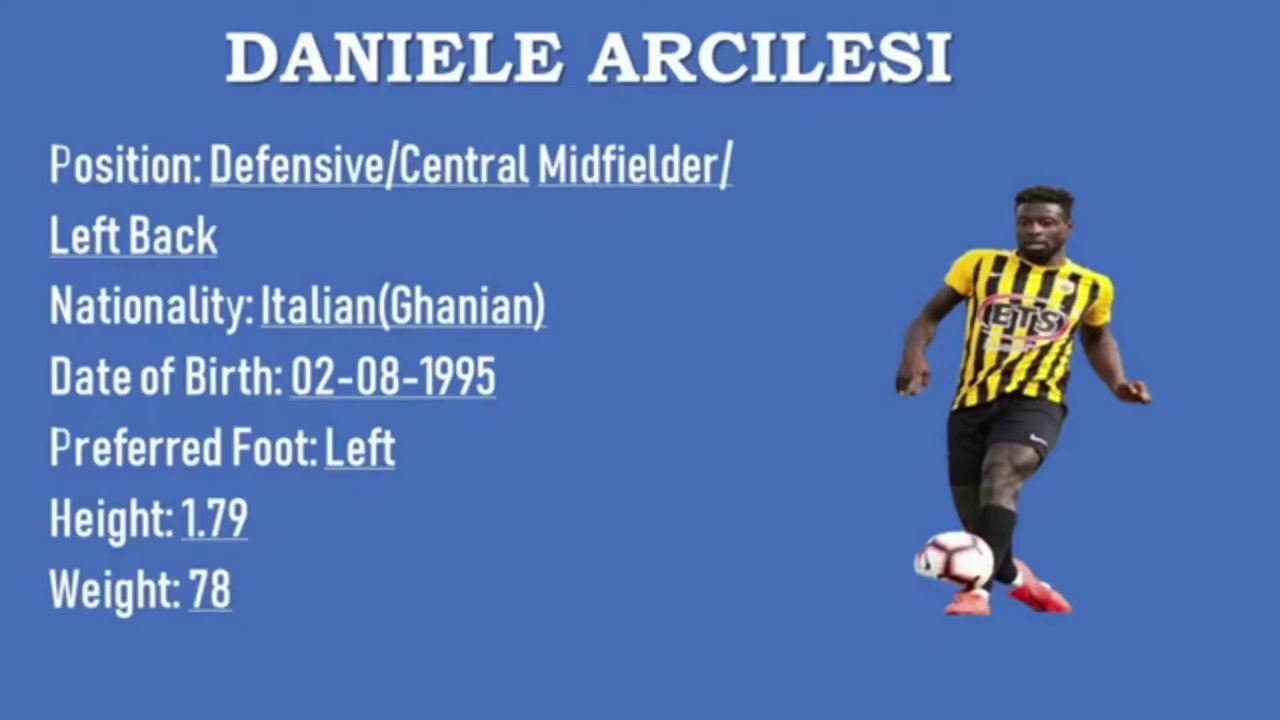 DANIELE ARCILESI
Position: Defensive/Central Midfielder/
Left Back
Nationality: Italian(Ghanian)
Date of Birth: 02-08-1995
Preferred Foot: Left
Height: 1.79
Weight: 78
ETS